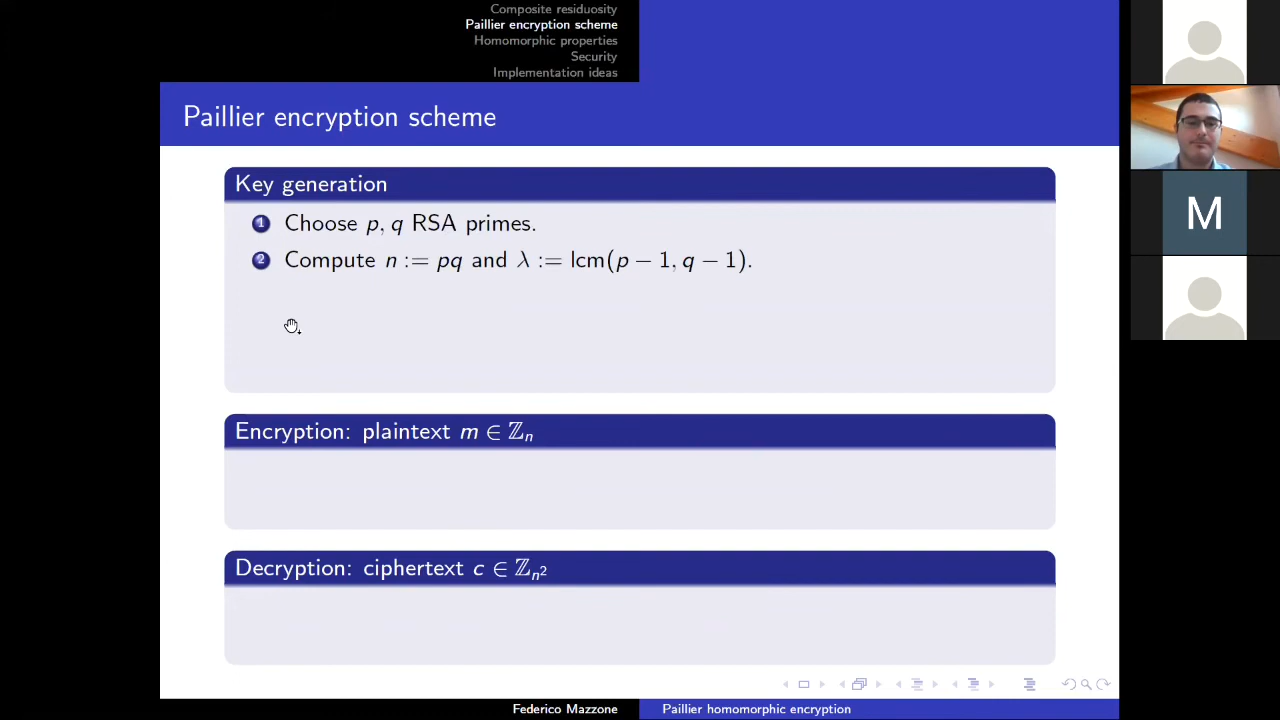 Composite residuosity
Paillier encryption scheme
Homomorphic properties
Security
Implementation ideas
Paillier encryption scheme
Key generation
1 Choose p, q RSA primes.
2 Compute n := pq and λ := lcm(p − 1, q − 1).
M
Encryption: plaintext m ∈ ℤₙ
Decryption: ciphertext c ∈ ℤₙ²
Federico Mazzone
Paillier homomorphic encryption